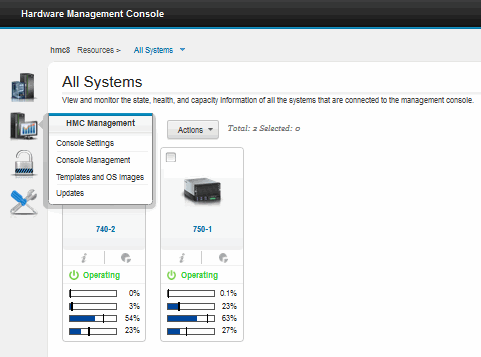 Hardware Management Console
hmc8 Resources > All Systems
All Systems
View and monitor the state, health, and capacity information of all the systems that are connected to the management console.
HMC Management
Console Settings
Console Management
Templates and OS Images
Updates
Actions
Total: 2 Selected: 0
740-2
750-1
Operating
Operating
0%
3%
54%
23%
0.1%
23%
63%
27%